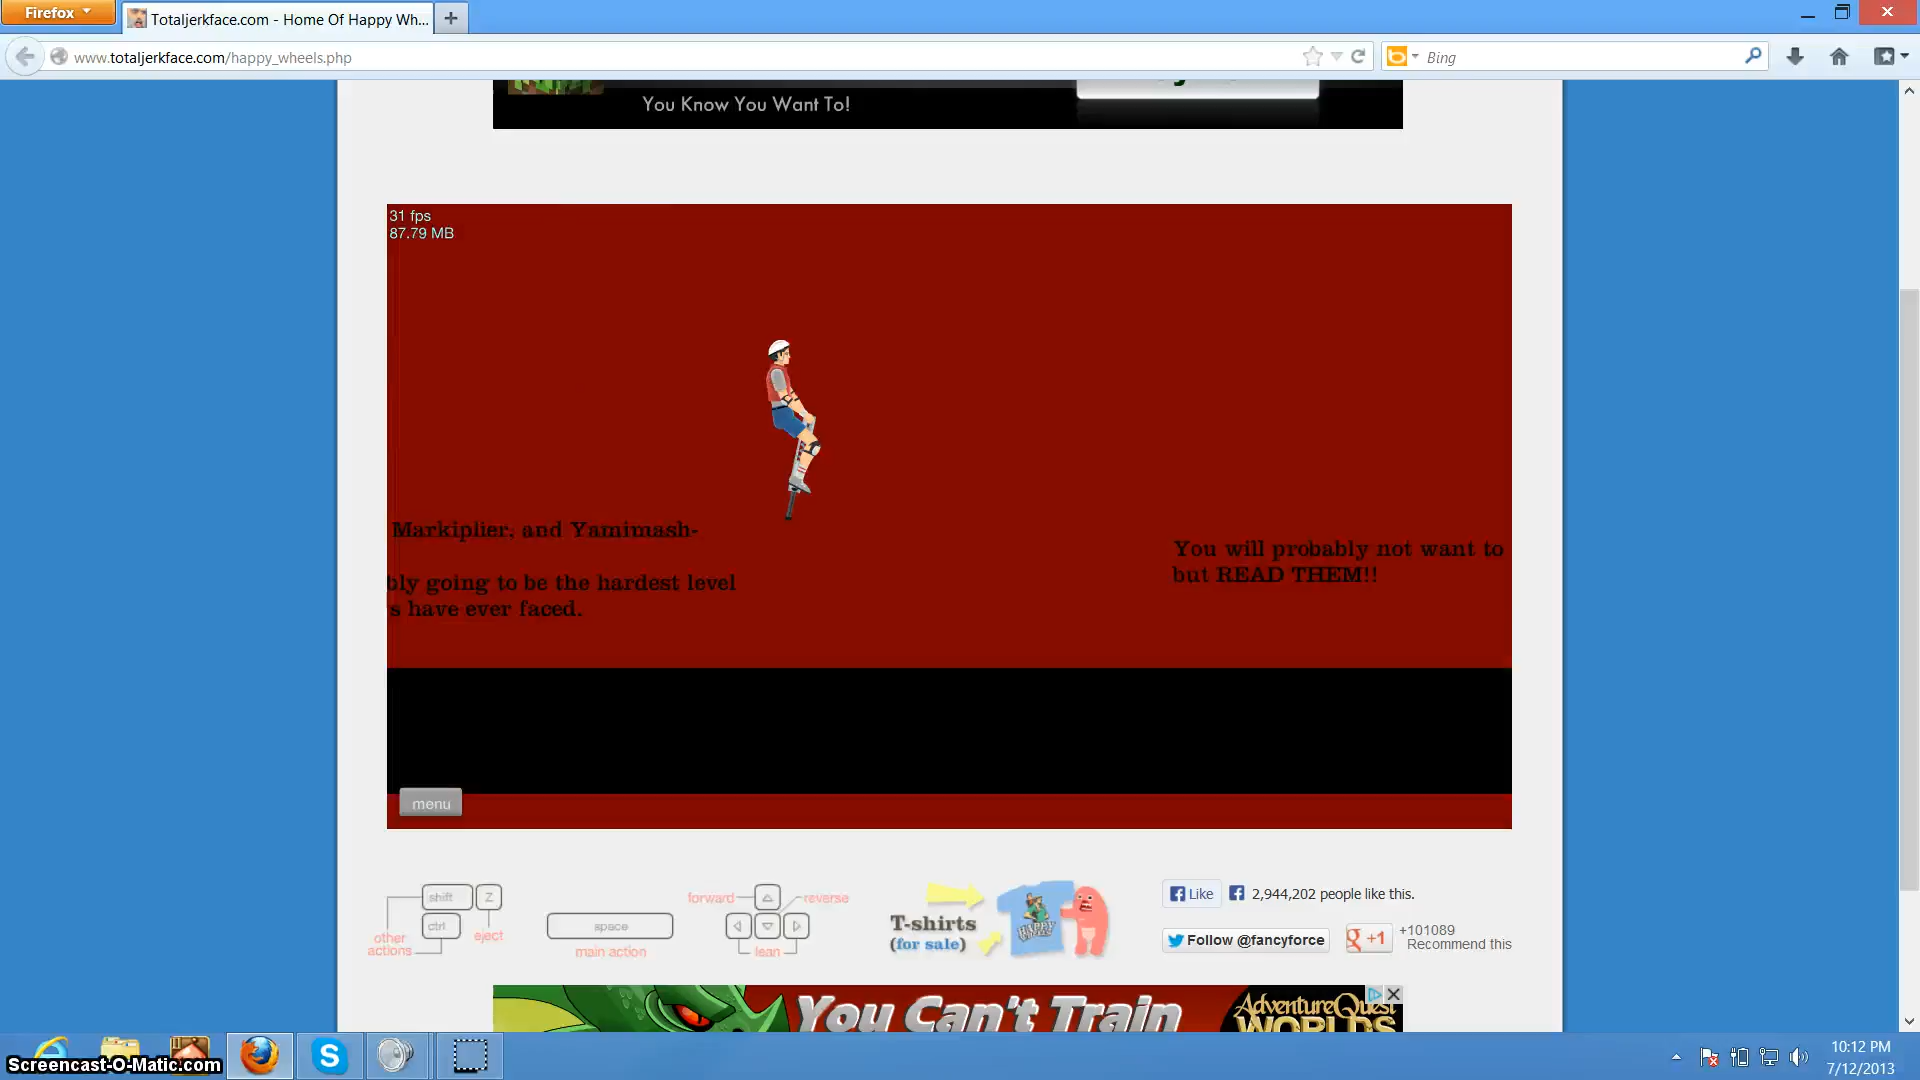 Firefox
Totaljerkface.com - Home Of Happy Wh...
www.totaljerkface.com/happy_wheels.php
Bing
You Know You Want To!
31 fps
87.79 MB
Markiplier, and Yamimash-
bly going to be the hardest level
s have ever faced.
You will probably not want to
but READ THEM!!
menu
shift
Z
ctrl
other
actions
eject
space
main action
forward
reverse
lean
T-shirts
(for sale)
HAPPY
Like
2,944,202 people like this.
Follow @fancyforce
g +1
+101089
Recommend this
You Can't Train
AdventureQuest
WORLDS
Screencast-O-Matic.com
10:12 PM
7/12/2013